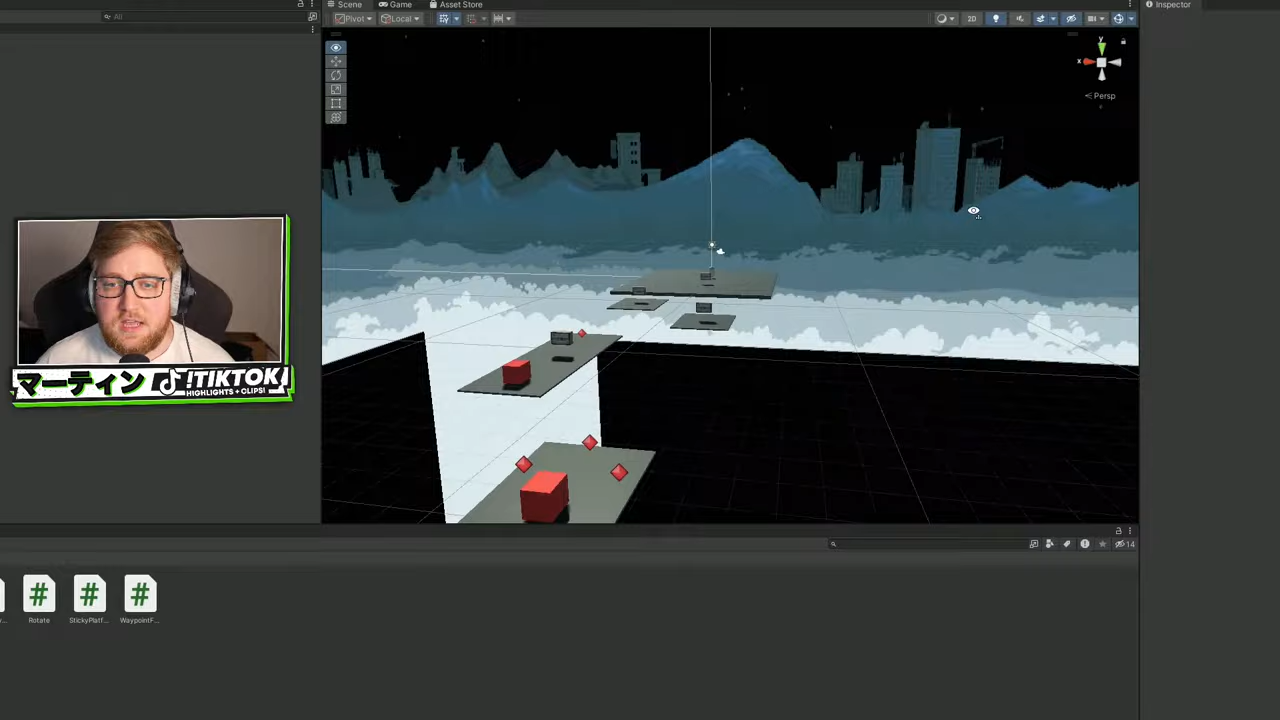 Scene
Game
Asset Store
Inspector
All
Pivot
Local
2D
y
x
Persp
マーティン
!TIKTOK
HIGHLIGHTS + CLIPS!
14
Rotate
StickyPlatf...
WaypointF...